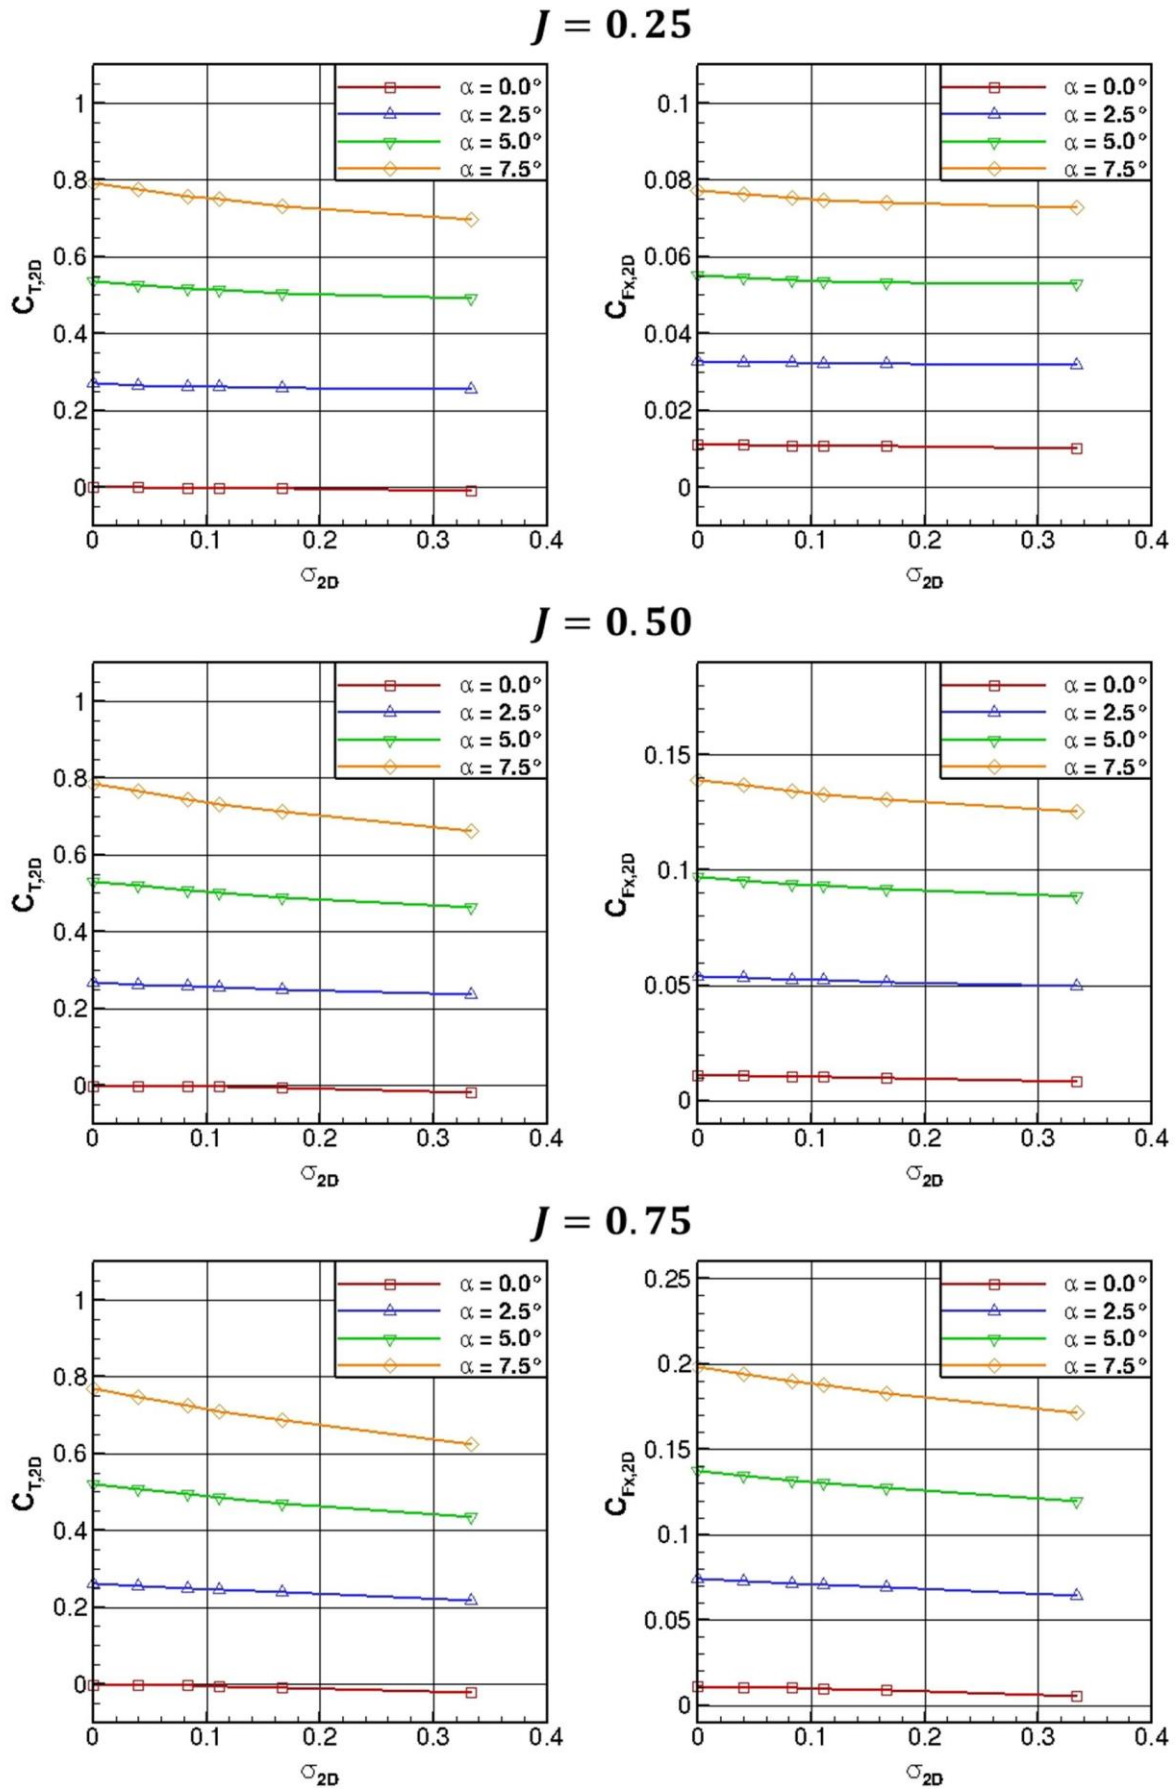 J = 0.25
1
0.8
0.6
0.4
0.2
0
C_T,2D
α = 0.0°
α = 2.5°
α = 5.0°
α = 7.5°
0 0.1 0.2 0.3 0.4
σ_2D
0.1
0.08
0.06
0.04
0.02
0
C_Fx,2D
α = 0.0°
α = 2.5°
α = 5.0°
α = 7.5°
0 0.1 0.2 0.3 0.4
σ_2D
J = 0.50
1
0.8
0.6
0.4
0.2
0
C_T,2D
α = 0.0°
α = 2.5°
α = 5.0°
α = 7.5°
0 0.1 0.2 0.3 0.4
σ_2D
0.15
0.1
0.05
0
C_Fx,2D
α = 0.0°
α = 2.5°
α = 5.0°
α = 7.5°
0 0.1 0.2 0.3 0.4
σ_2D
J = 0.75
1
0.8
0.6
0.4
0.2
0
C_T,2D
α = 0.0°
α = 2.5°
α = 5.0°
α = 7.5°
0 0.1 0.2 0.3 0.4
σ_2D
0.25
0.2
0.15
0.1
0.05
0
C_Fx,2D
α = 0.0°
α = 2.5°
α = 5.0°
α = 7.5°
0 0.1 0.2 0.3 0.4
σ_2D